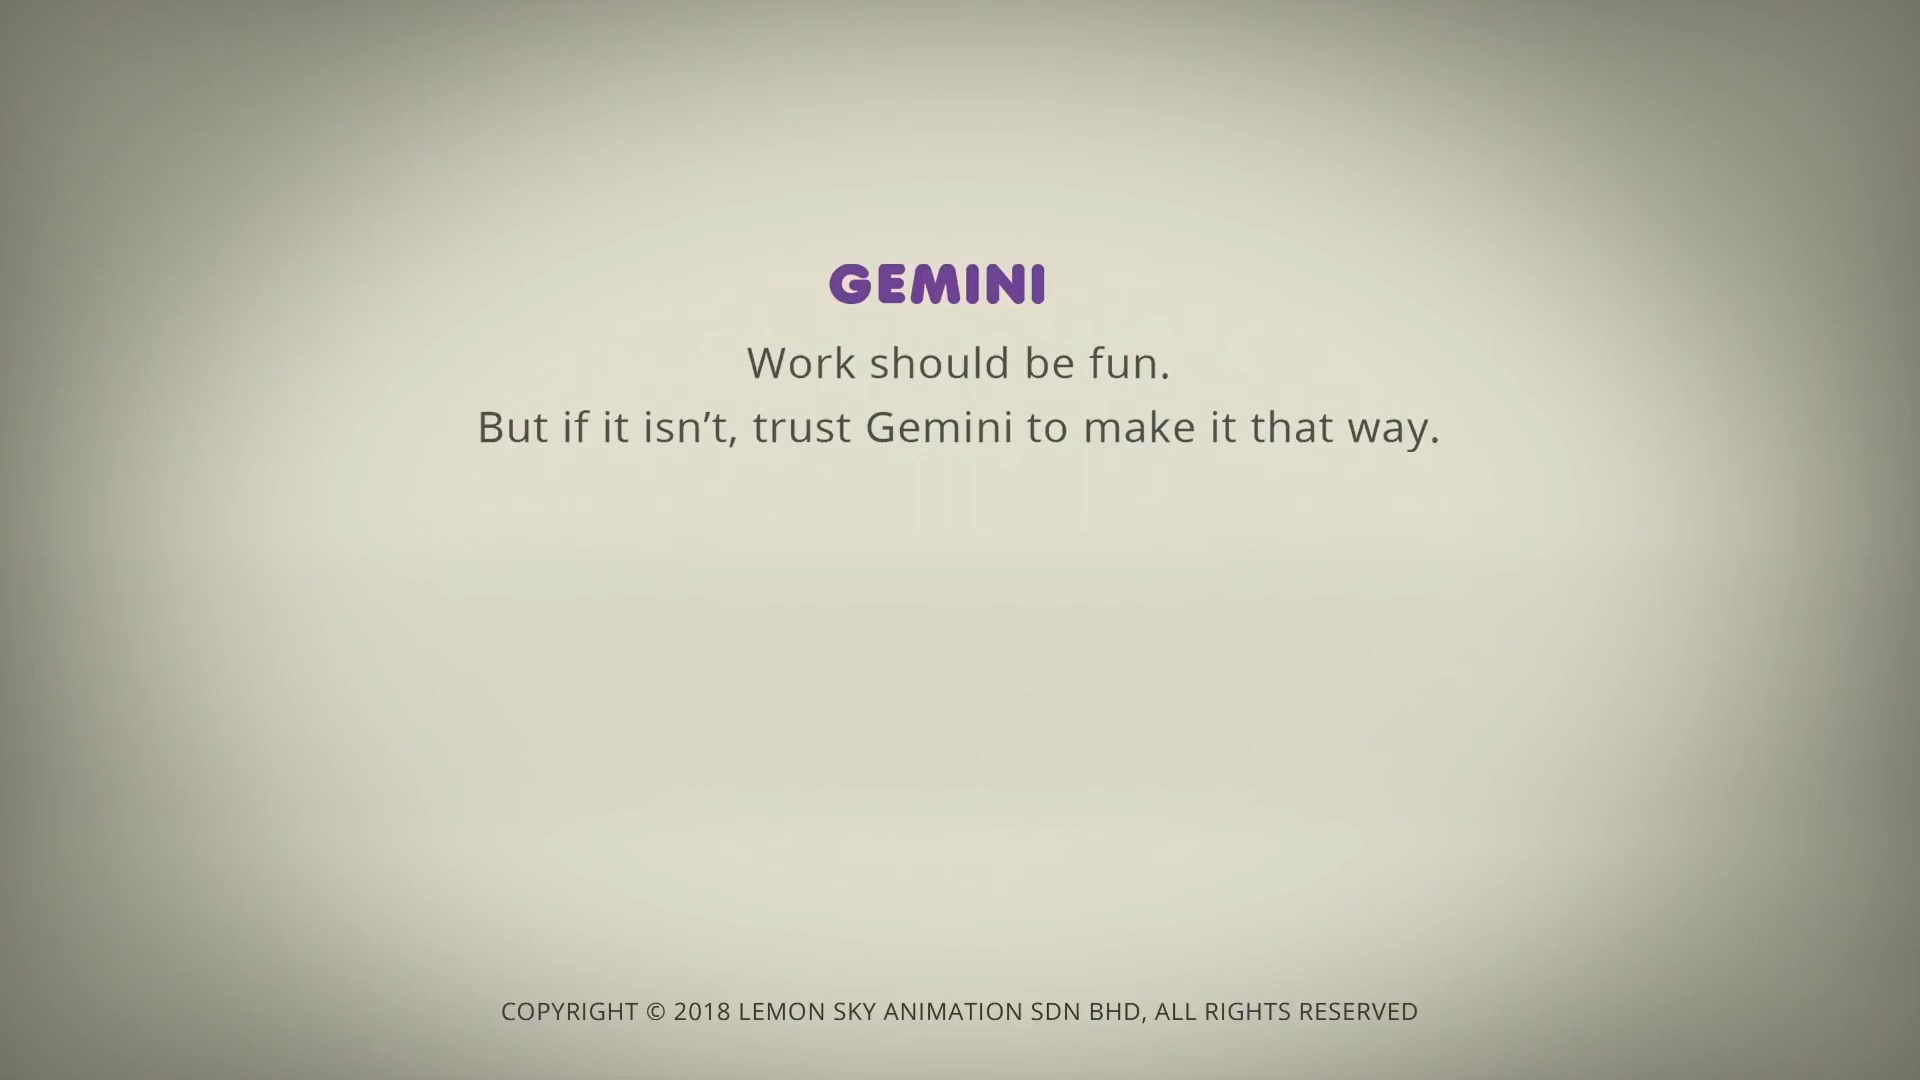 GEMINI
Work should be fun.
But if it isn’t, trust Gemini to make it that way.
COPYRIGHT © 2018 LEMON SKY ANIMATION SDN BHD, ALL RIGHTS RESERVED